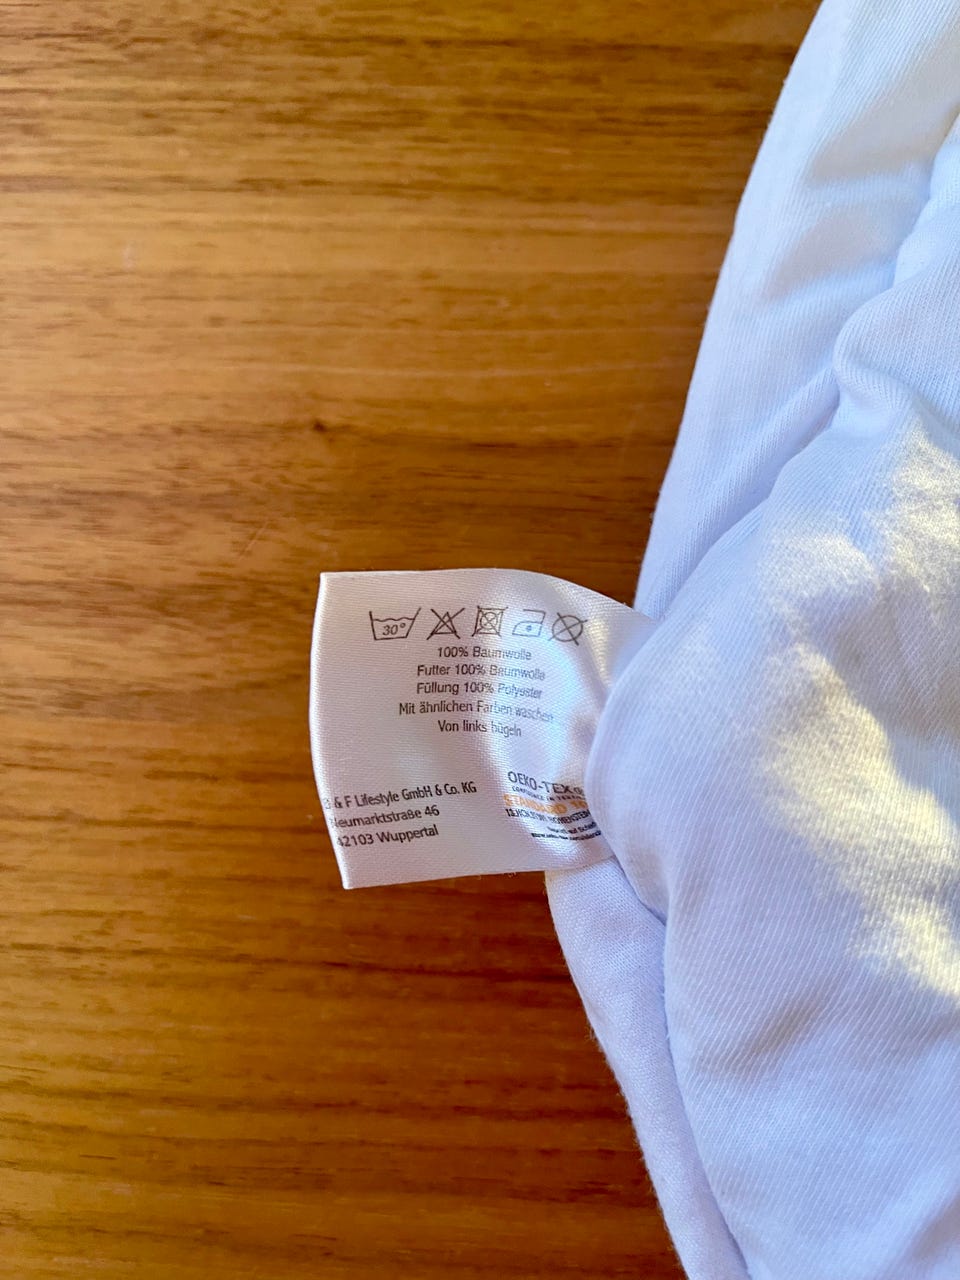 30°
100% Baumwolle
Futter 100% Baumwolle
Füllung 100% Polyester
Mit ähnlichen Farben waschen
Von links bügeln
& F Lifestyle GmbH & Co. KG
Neumarktstraße 46
42103 Wuppertal
OEKO-TEX
STANDARD